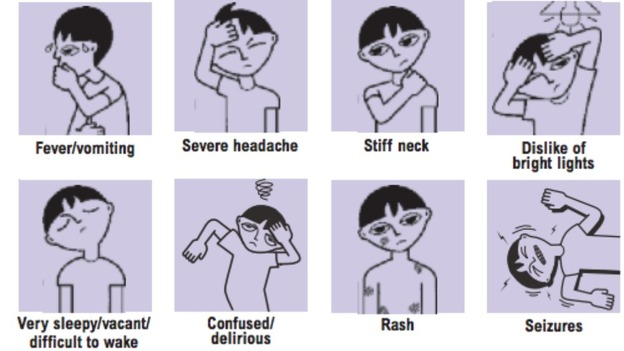 Fever/vomiting
Severe headache
Stiff neck
Dislike of
bright lights
Very sleepy/vacant/
difficult to wake
Confused/
delirious
Rash
Seizures